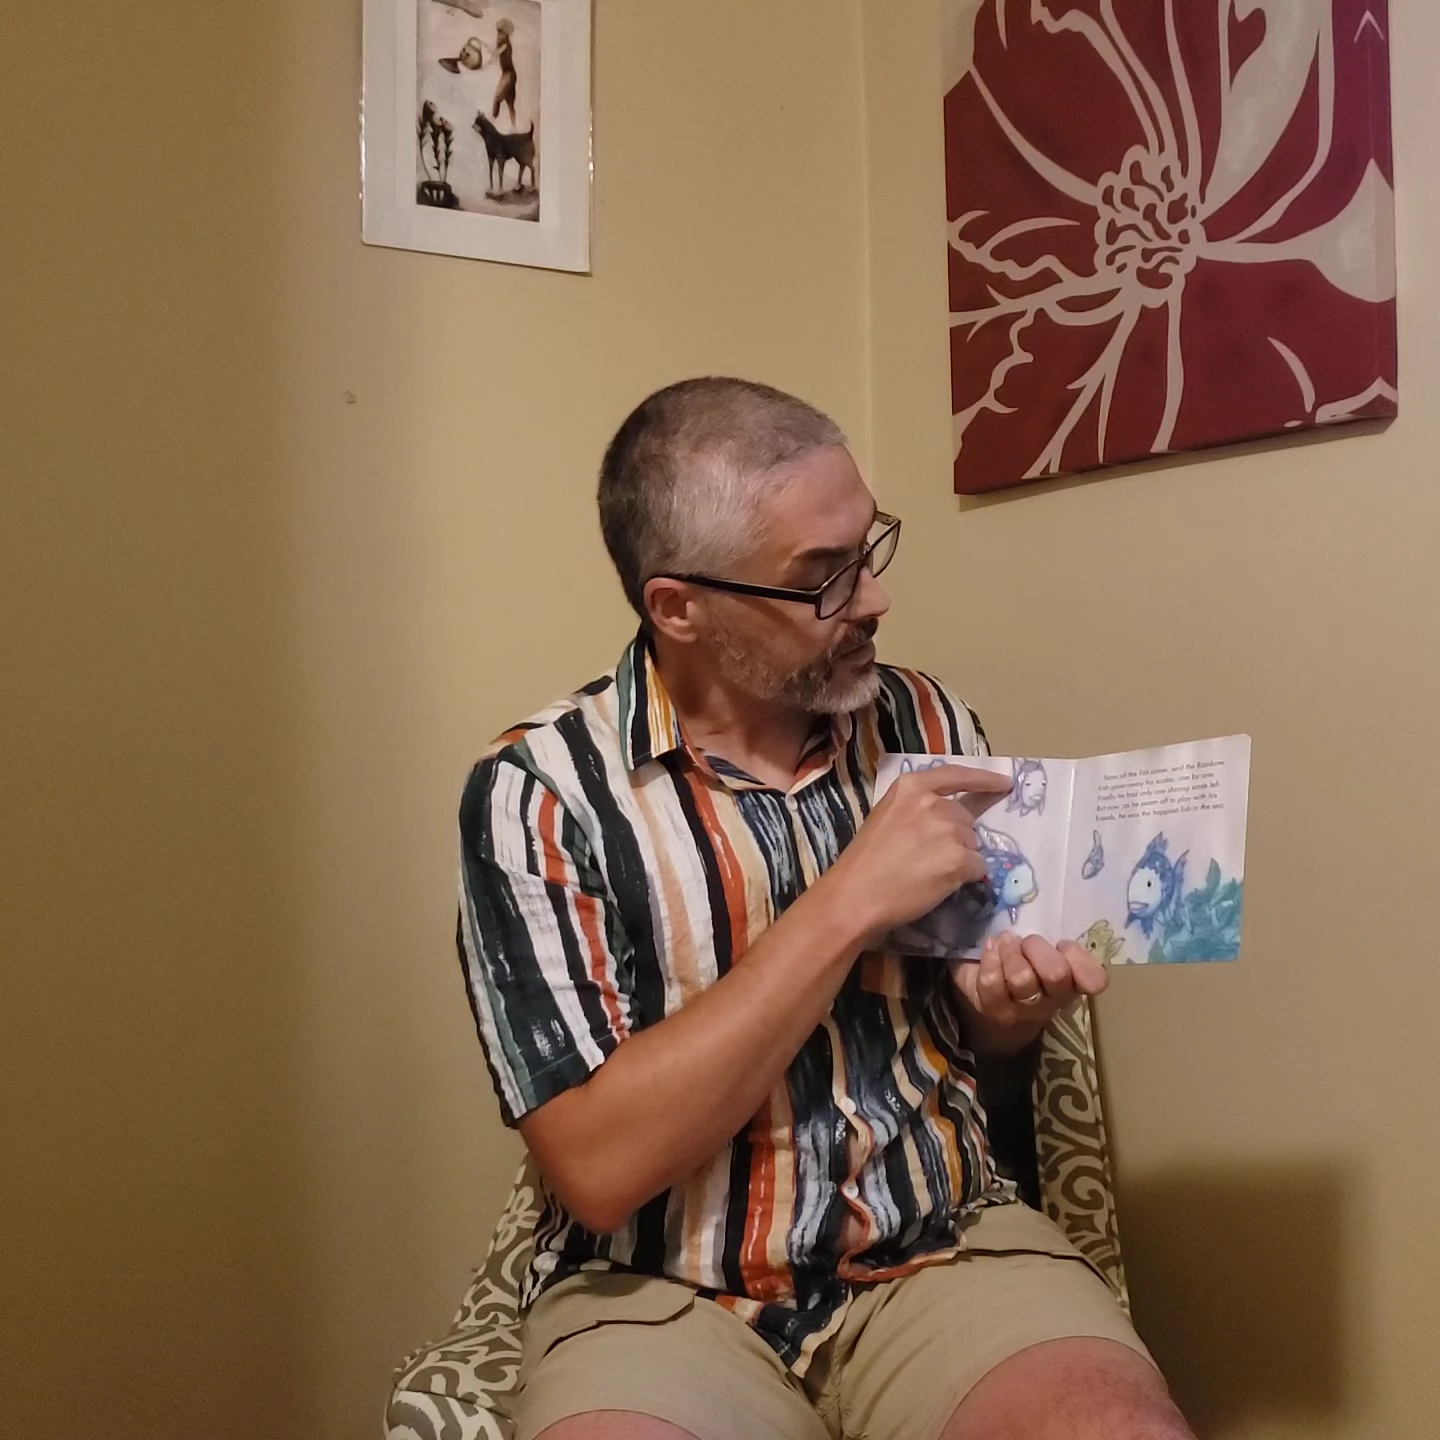 Soon all the fish came, and the Rainbow
Fish gave away his scales, one by one.
Finally he had only one shining scale left.
But now, as he swam off to play with his
friends, he was the happiest fish in the sea.